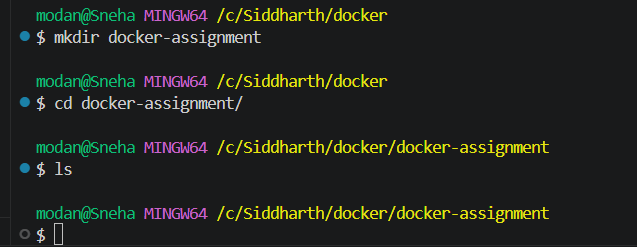 modan@Sneha MINGW64 /c/Siddharth/docker
$ mkdir docker-assignment
modan@Sneha MINGW64 /c/Siddharth/docker
$ cd docker-assignment/
modan@Sneha MINGW64 /c/Siddharth/docker/docker-assignment
$ ls
modan@Sneha MINGW64 /c/Siddharth/docker/docker-assignment
$